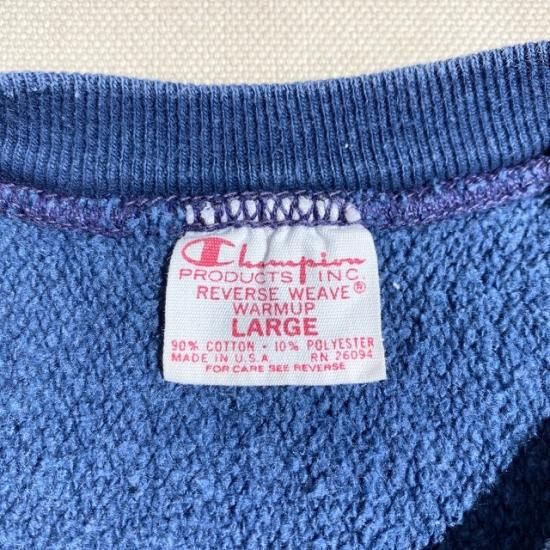 Champion
PRODUCTS INC.
REVERSE WEAVE®
WARMUP
LARGE
90% COTTON - 10% POLYESTER
MADE IN U.S.A. RN 26094
FOR CARE SEE REVERSE